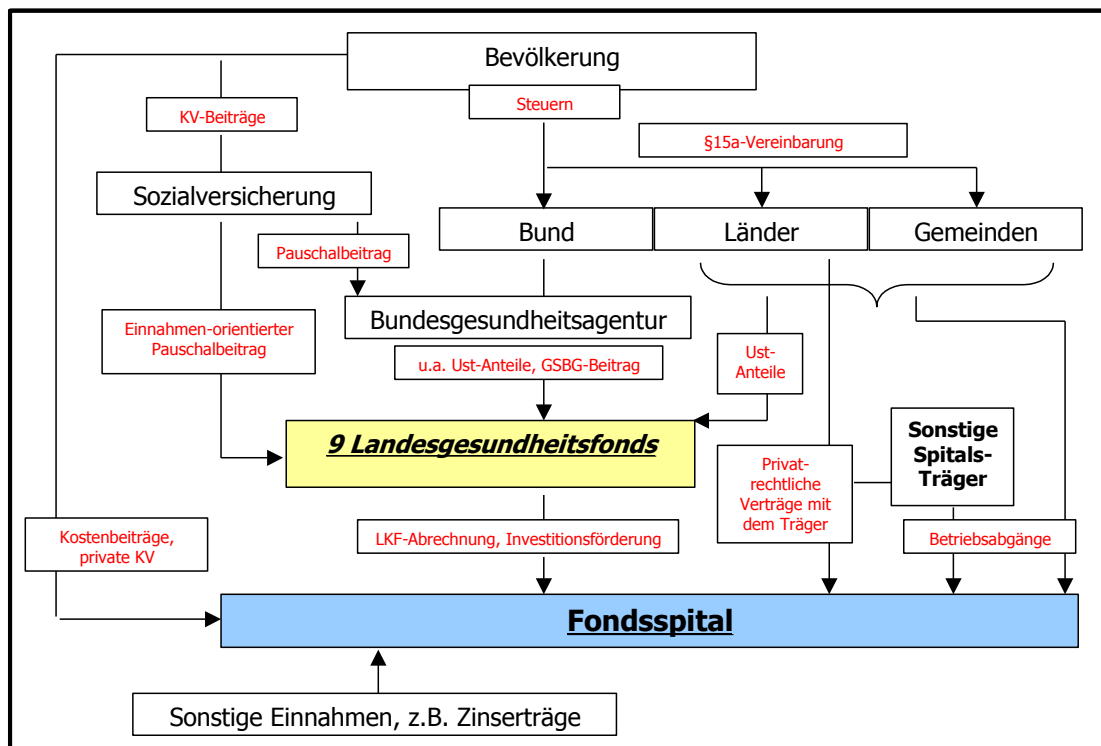 Bevölkerung
Steuern
KV-Beiträge
§15a-Vereinbarung
Sozialversicherung
Bund
Länder
Gemeinden
Pauschalbeitrag
Bundesgesundheitsagentur
Einnahmen-orientierter
Pauschalbeitrag
u.a. Ust-Anteile, GSBG-Beitrag
Ust-
Anteile
9 Landesgesundheitsfonds
Sonstige
Spitals-
Träger
Privat-
rechtliche
Verträge mit
dem Träger
Kostenbeiträge,
private KV
LKF-Abrechnung, Investitionsförderung
Betriebsabgänge
Fondsspital
Sonstige Einnahmen, z.B. Zinserträge